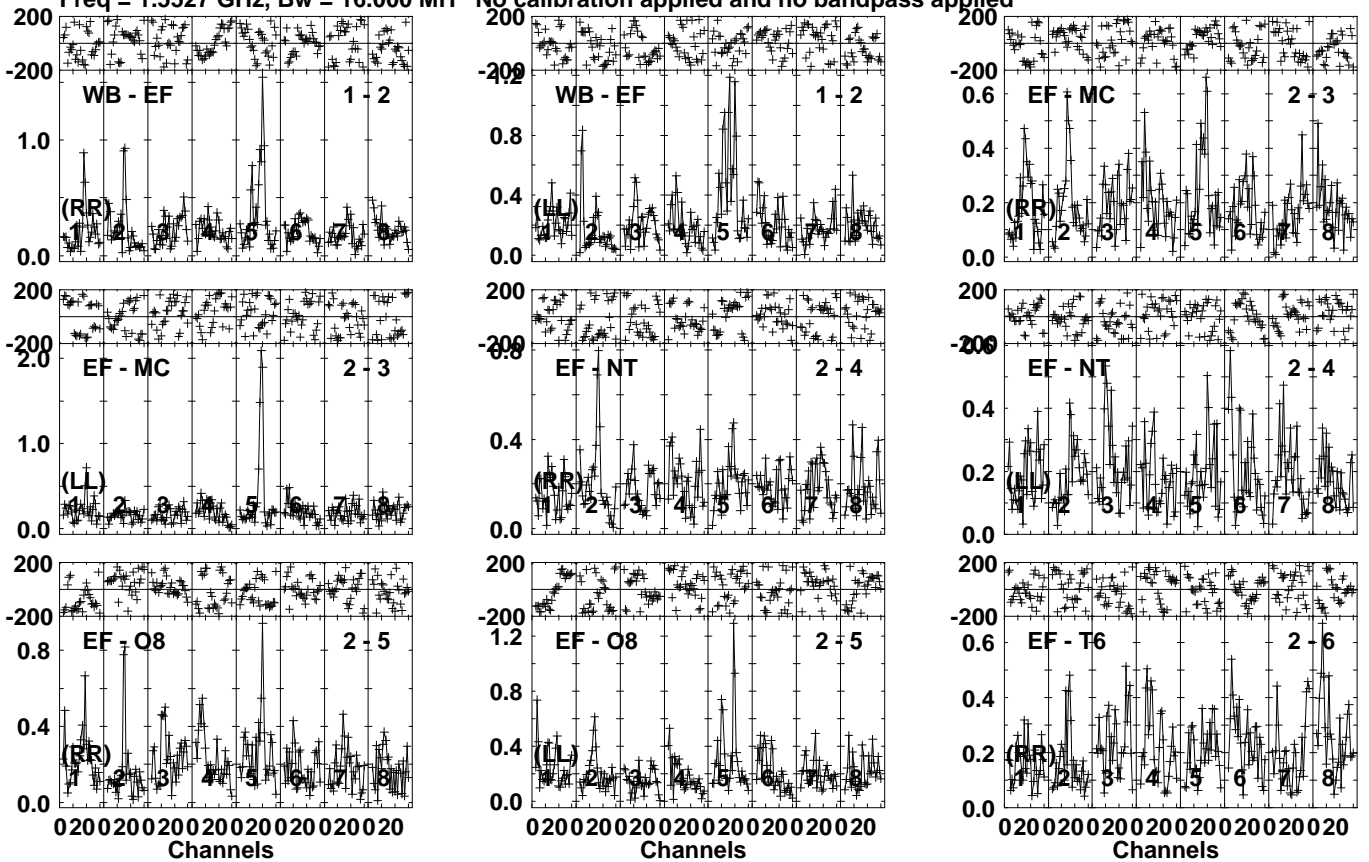 Freq = 1.5527 GHz, Bw = 16.000 MH No calibration applied and no bandpass applied
200 200 200
-200 -200 -200
WB - EF 1 - 2 WB - EF 1 - 2 EF - MC 2 - 3
1.2 0.6
1.0 0.8 0.4
0.4 0.2
(RR) (LL) (RR)
1 2 3 4 5 6 7 8 1 2 3 4 5 6 7 8 1 2 3 4 5 6 7 8
0.0 0.0 0.0
200 200 200
-200 -200 -200
2.0 0.8 0.6
EF - MC 2 - 3 EF - NT 2 - 4 EF - NT 2 - 4
1.0 0.4 0.4
0.2
(LL) (RR) (LL)
1 2 3 4 5 6 7 8 1 2 3 4 5 6 7 8 1 2 3 4 5 6 7 8
0.0 0.0 0.0
200 200 200
-200 -200 -200
EF - O8 2 - 5 EF - O8 2 - 5 EF - T6 2 - 6
0.8 1.2 0.6
0.4 0.8 0.4
0.4 0.2
(RR) (LL) (RR)
1 2 3 4 5 6 7 8 1 2 3 4 5 6 7 8 1 2 3 4 5 6 7 8
0.0 0.0 0.0
0 20 0 20 0 20 0 20 0 20 0 20 0 20 0 20 0 20 0 20 0 20 0 20 0 20 0 20 0 20 0 20 0 20 0 20 0 20 0 20 0 20 0 20 0 20 0 20
Channels Channels Channels